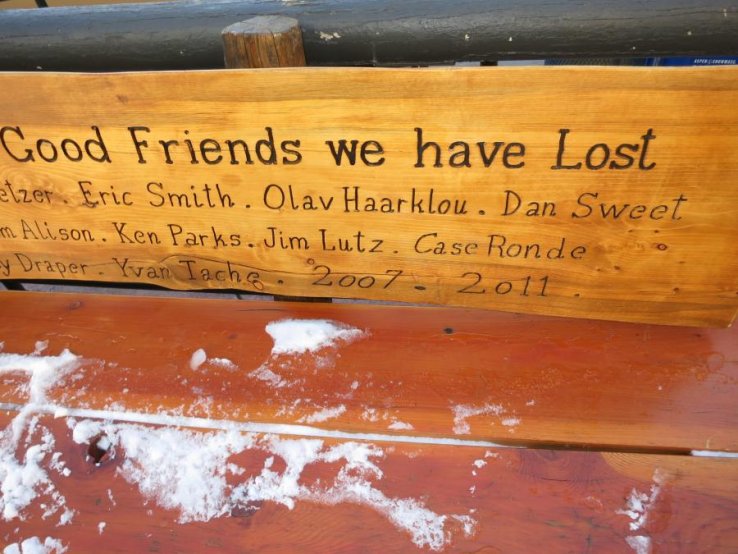 Good Friends we have Lost
etzer . Eric Smith . Olav Haarklou . Dan Sweet
m Alison . Ken Parks . Jim Lutz . Case Ronde
y Draper . Yvan Tache . 2007 - 2011 .